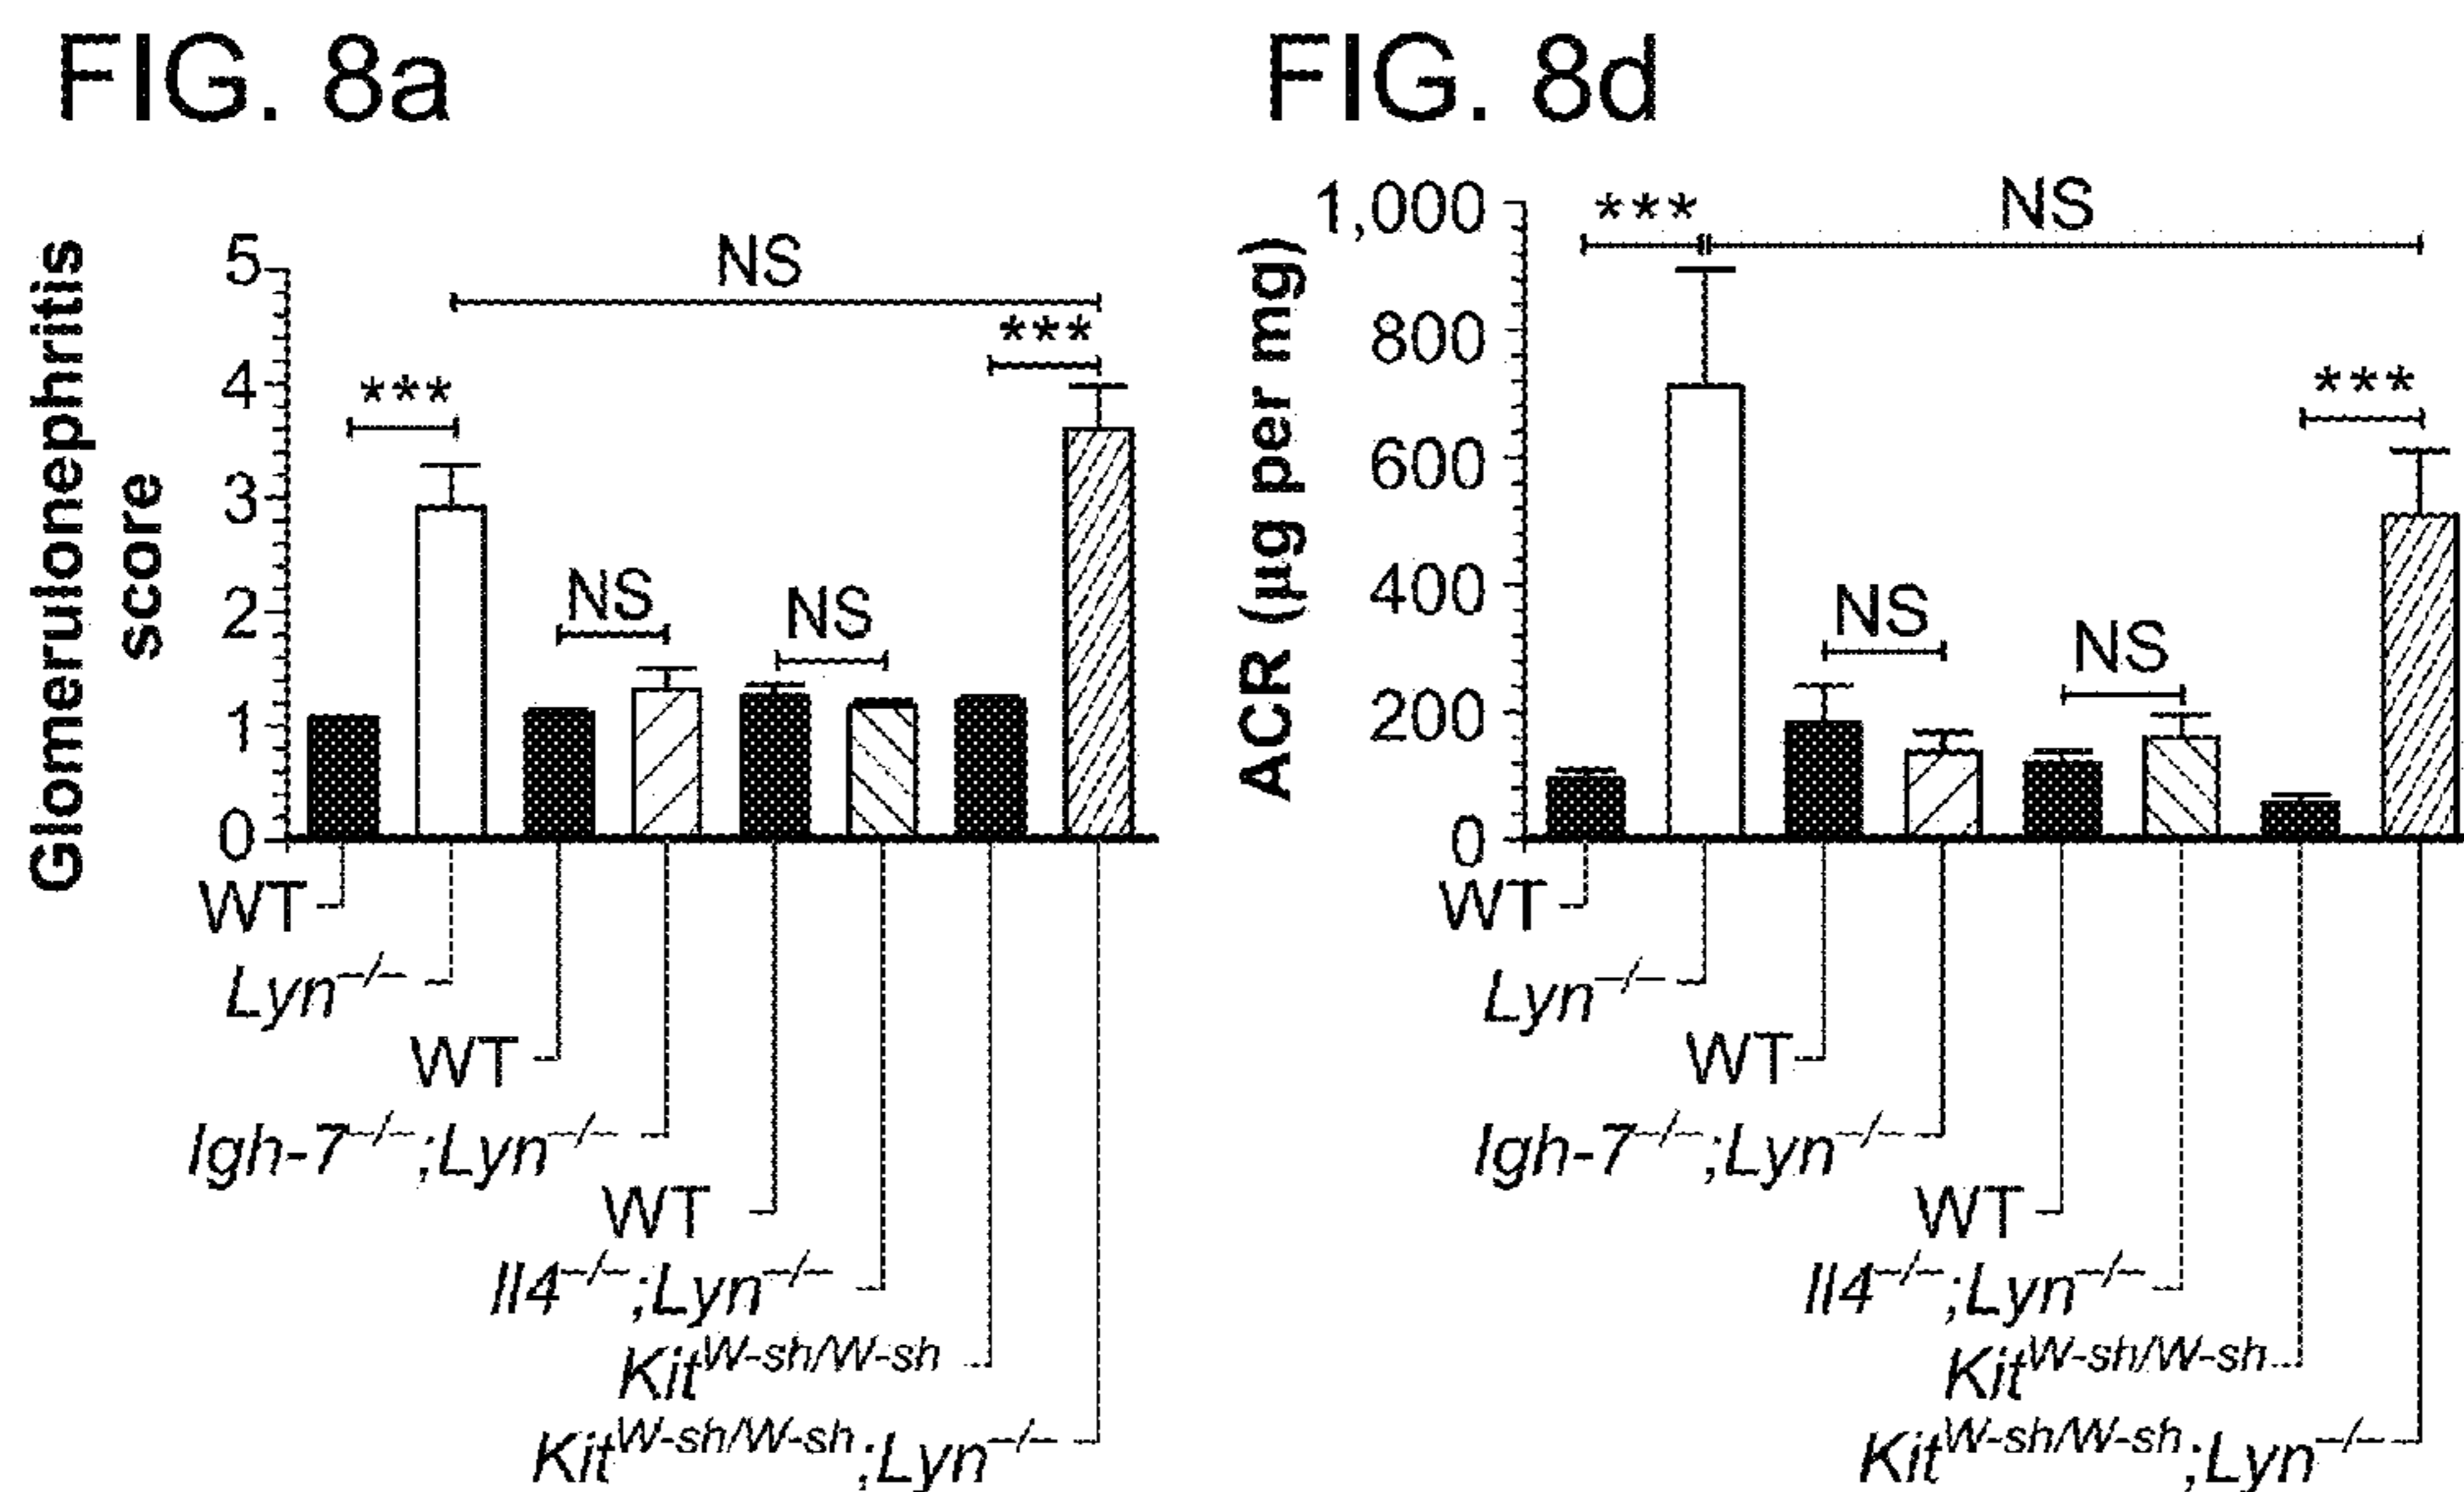 FIG. 8a
Glomerulonephritis
score
5
4
3
2
1
0
NS
***
***
NS
NS
WT
Lyn−/−
WT
Igh-7−/−;Lyn−/−
WT
Il4−/−;Lyn−/−
KitW-sh/W-sh
KitW-sh/W-sh;Lyn−/−
FIG. 8d
ACR (µg per mg)
1,000
800
600
400
200
0
***
NS
***
NS
NS
WT
Lyn−/−
WT
Igh-7−/−;Lyn−/−
WT
Il4−/−;Lyn−/−
KitW-sh/W-sh
KitW-sh/W-sh;Lyn−/−